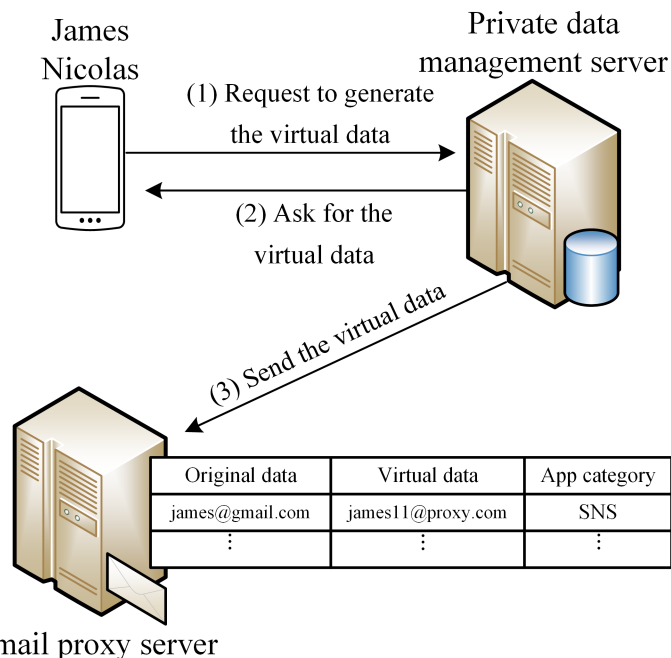 James
Nicolas
Private data
management server
(1) Request to generate
the virtual data
(2) Ask for the
virtual data
(3) Send the virtual data
Original data Virtual data App category
james@gmail.com james11@proxy.com SNS
⋮ ⋮ ⋮
mail proxy server